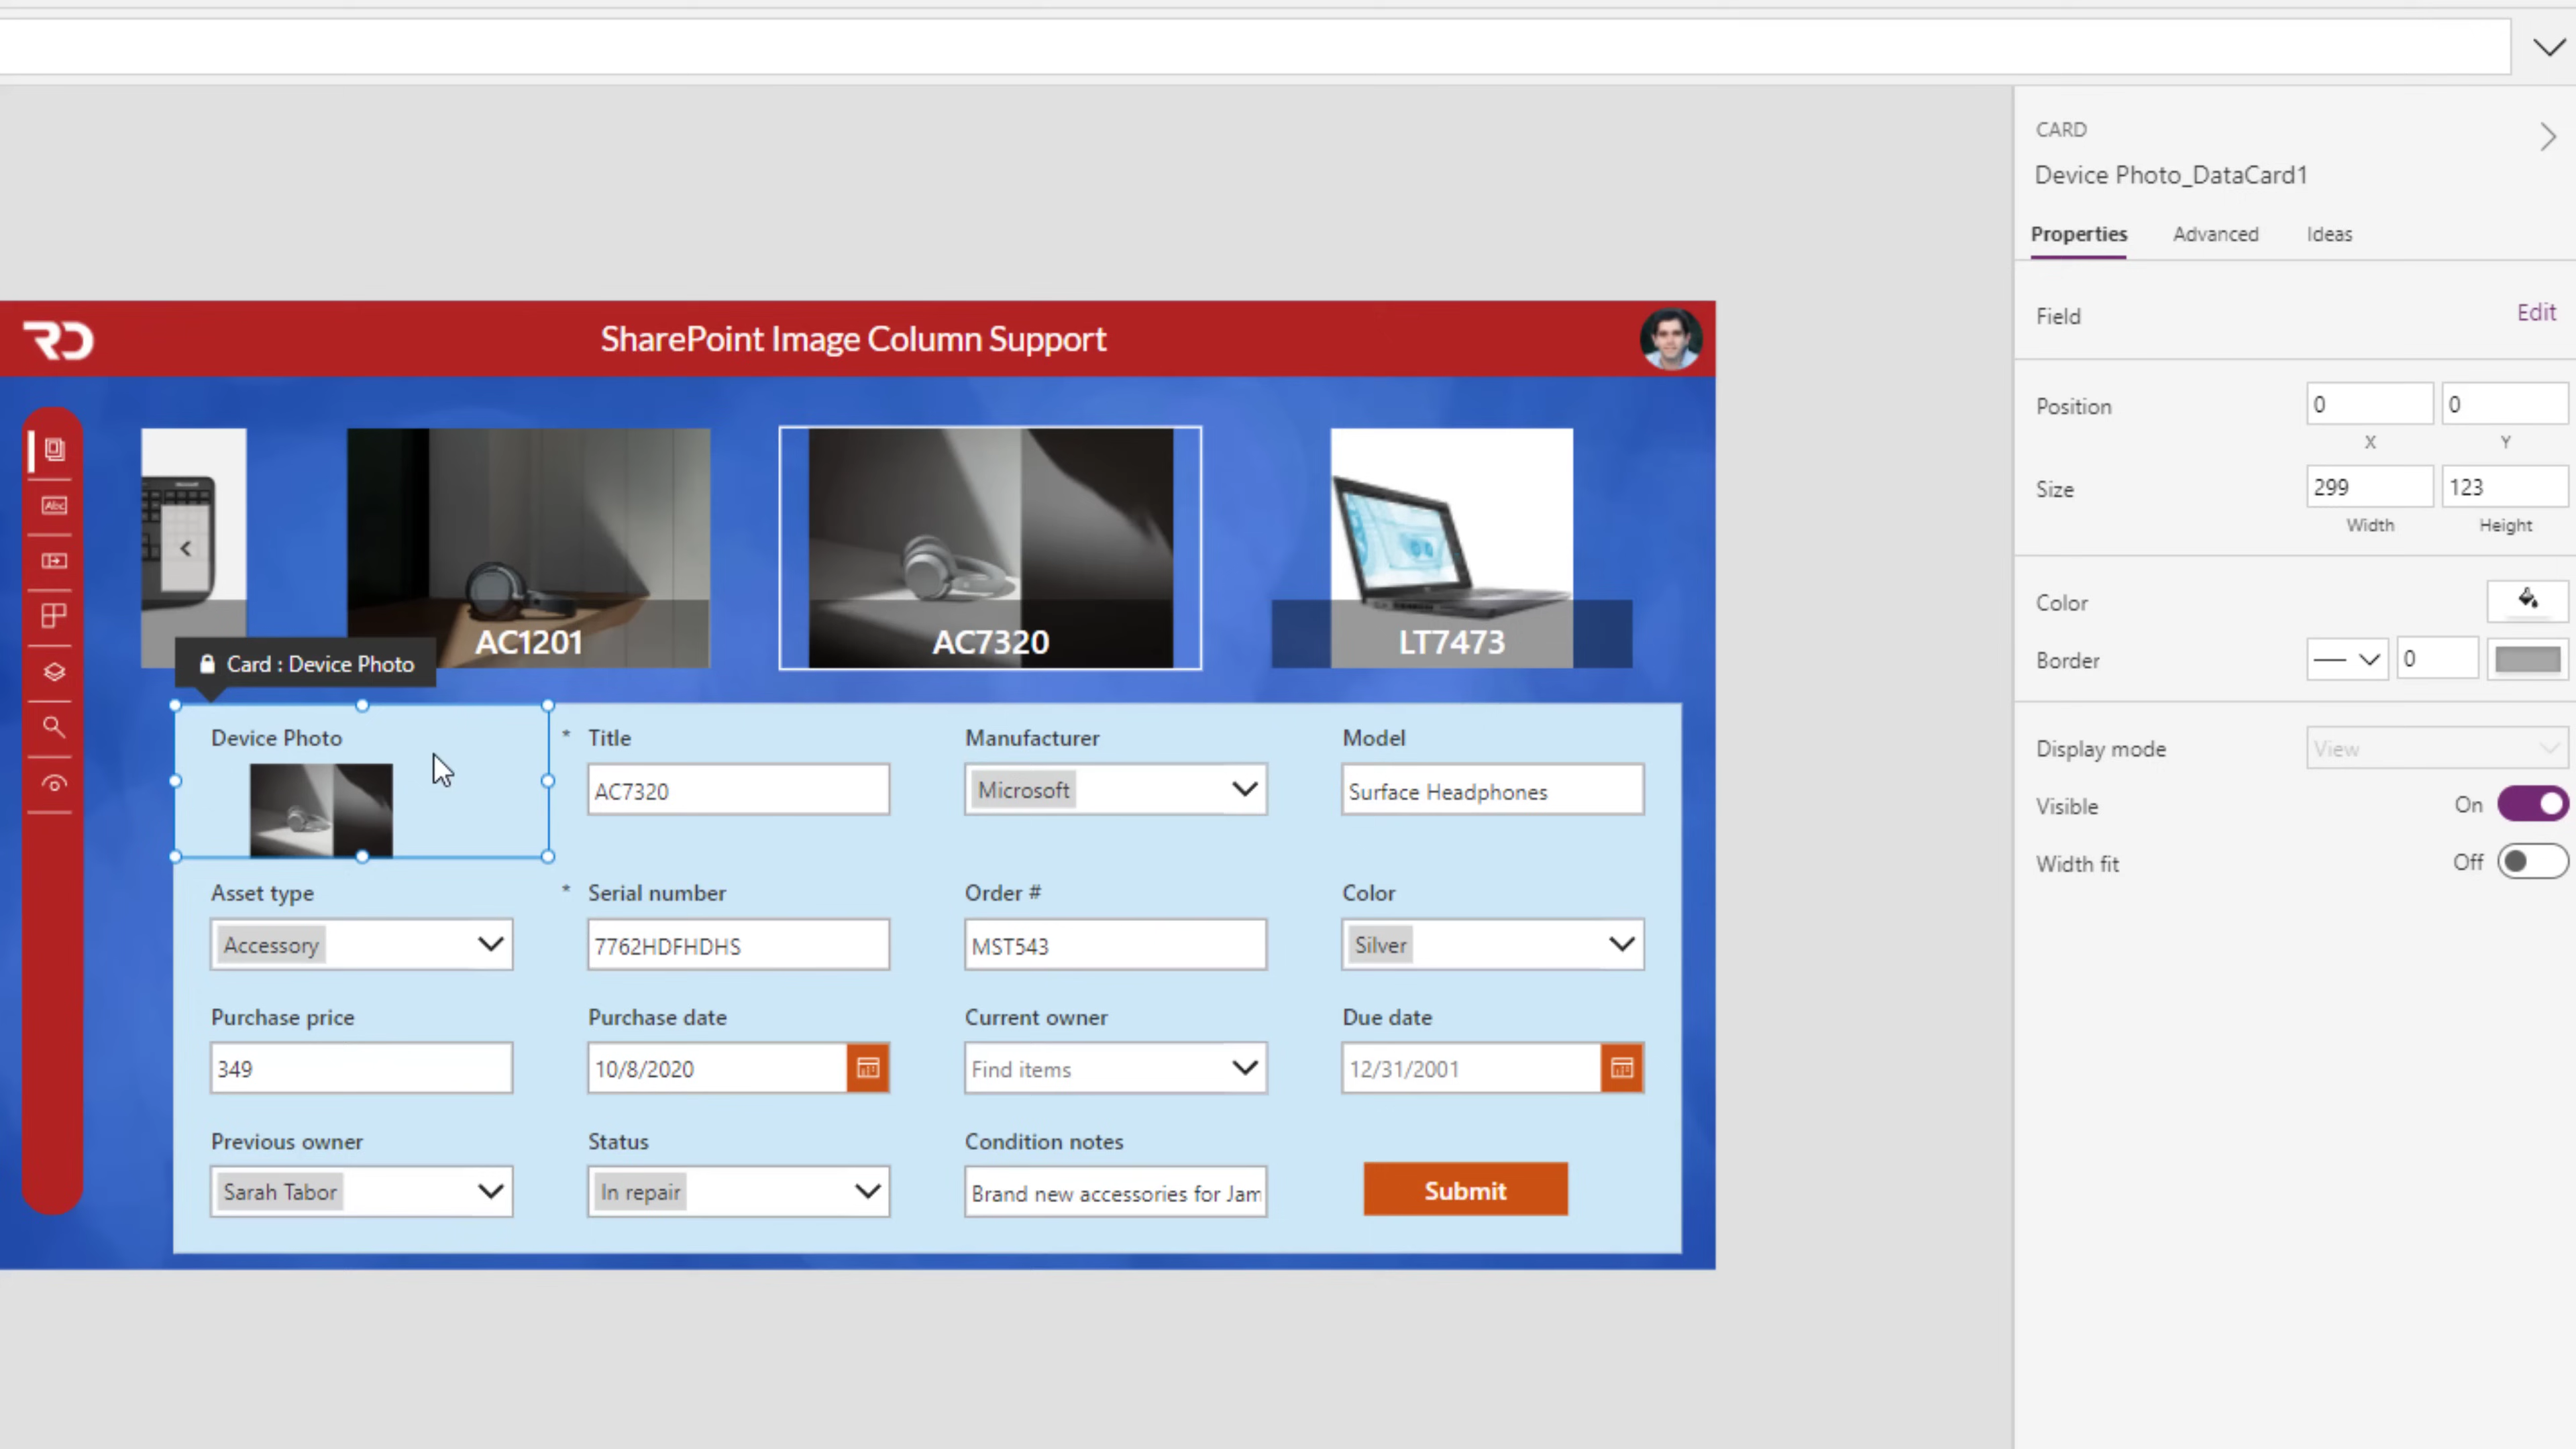 CARD
Device Photo_DataCard1
Properties Advanced Ideas
Field Edit
Position 0 0
X Y
Size 299 123
Width Height
Color
Border 0
Display mode View
Visible On
Width fit Off
RD SharePoint Image Column Support
Abc
AC1201 AC7320 LT7473
Card : Device Photo
Device Photo * Title Manufacturer Model
AC7320 Microsoft Surface Headphones
Asset type * Serial number Order # Color
Accessory 7762HDFHDHS MST543 Silver
Purchase price Purchase date Current owner Due date
349 10/8/2020 Find items 12/31/2001
Previous owner Status Condition notes
Sarah Tabor In repair Brand new accessories for Jam
Submit